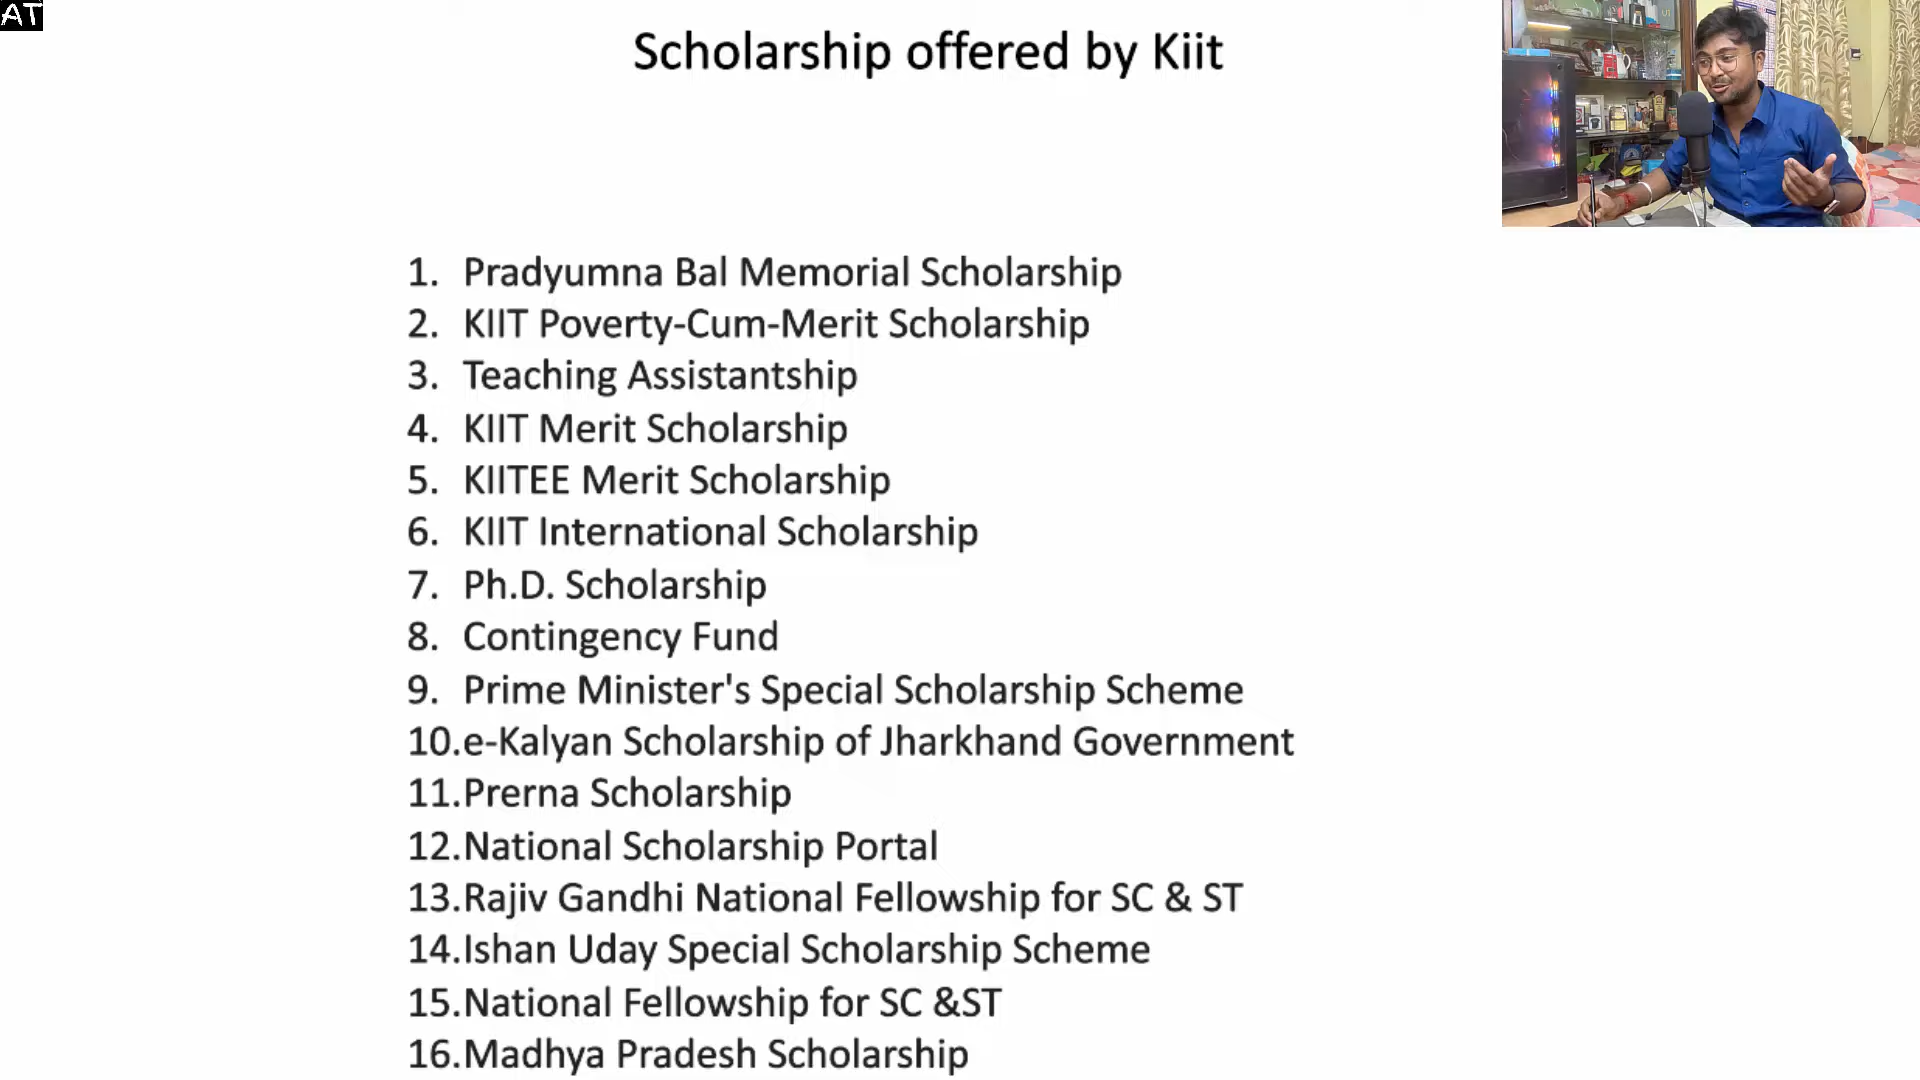 AT
Scholarship offered by Kiit
1. Pradyumna Bal Memorial Scholarship
2. KIIT Poverty-Cum-Merit Scholarship
3. Teaching Assistantship
4. KIIT Merit Scholarship
5. KIITEE Merit Scholarship
6. KIIT International Scholarship
7. Ph.D. Scholarship
8. Contingency Fund
9. Prime Minister's Special Scholarship Scheme
10.e-Kalyan Scholarship of Jharkhand Government
11.Prerna Scholarship
12.National Scholarship Portal
13.Rajiv Gandhi National Fellowship for SC & ST
14.Ishan Uday Special Scholarship Scheme
15.National Fellowship for SC &ST
16.Madhya Pradesh Scholarship